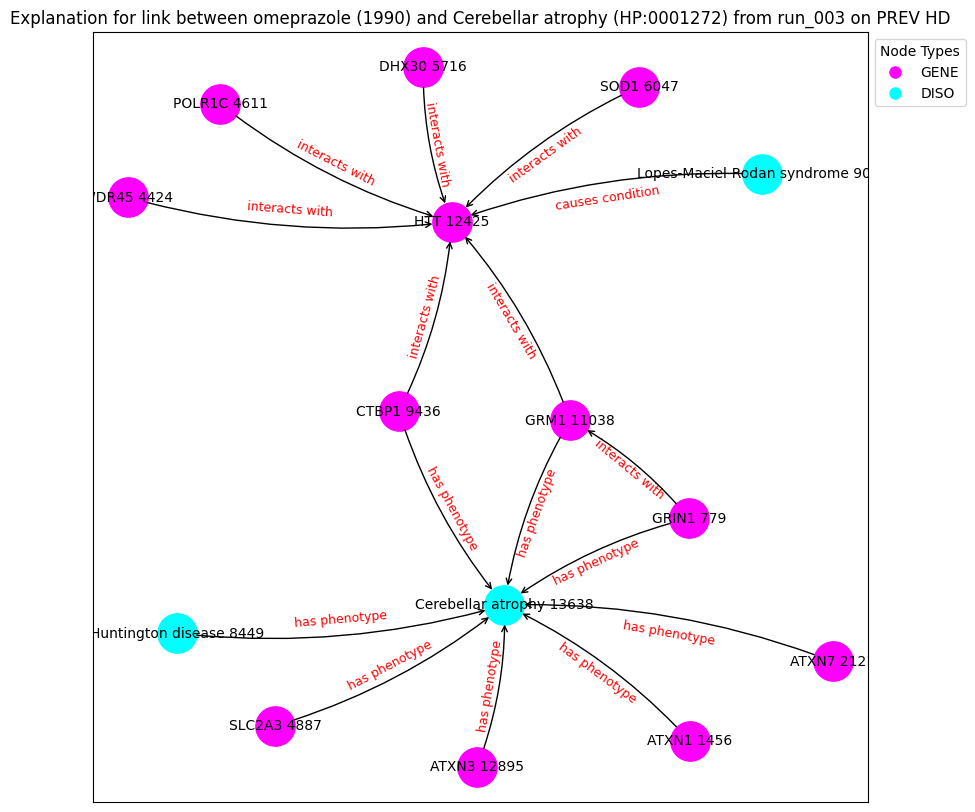 Explanation for link between omeprazole (1990) and Cerebellar atrophy (HP:0001272) from run_003 on PREV HD
Node Types
GENE
DISO
DHX30 5716
SOD1 6047
POLR1C 4611
interacts with
interacts with
interacts with
Lopes-Maciel-Rodan syndrome 90
causes condition
DR45 4424
interacts with
HTT 12425
interacts with
interacts with
CTBP1 9436
GRM1 11038
interacts with
has phenotype
has phenotype
GRIN1 779
has phenotype
Cerebellar atrophy 13638
Huntington disease 8449
has phenotype
has phenotype
ATXN7 212
has phenotype
has phenotype
has phenotype
SLC2A3 4887
ATXN1 1456
ATXN3 12895